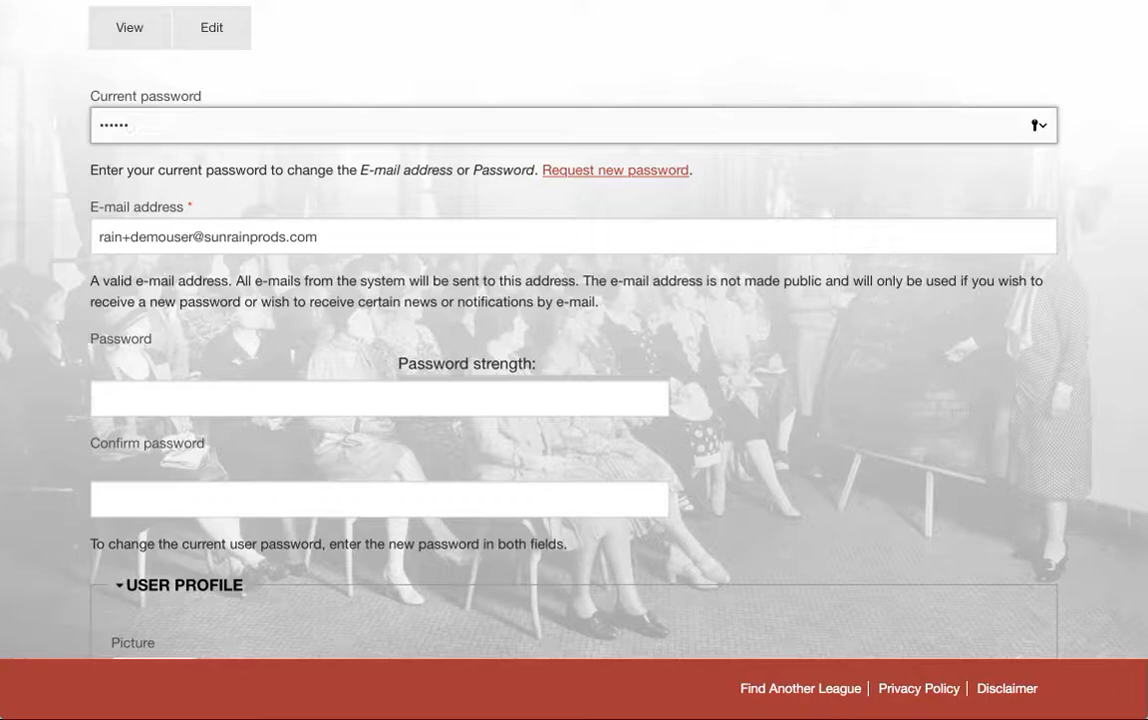 View
Edit
Current password
••••••
Enter your current password to change the E-mail address or Password. Request new password.
E-mail address *
rain+demouser@sunrainprods.com
A valid e-mail address. All e-mails from the system will be sent to this address. The e-mail address is not made public and will only be used if you wish to
receive a new password or wish to receive certain news or notifications by e-mail.
Password
Password strength:
Confirm password
To change the current user password, enter the new password in both fields.
USER PROFILE
Picture
Find Another League | Privacy Policy | Disclaimer